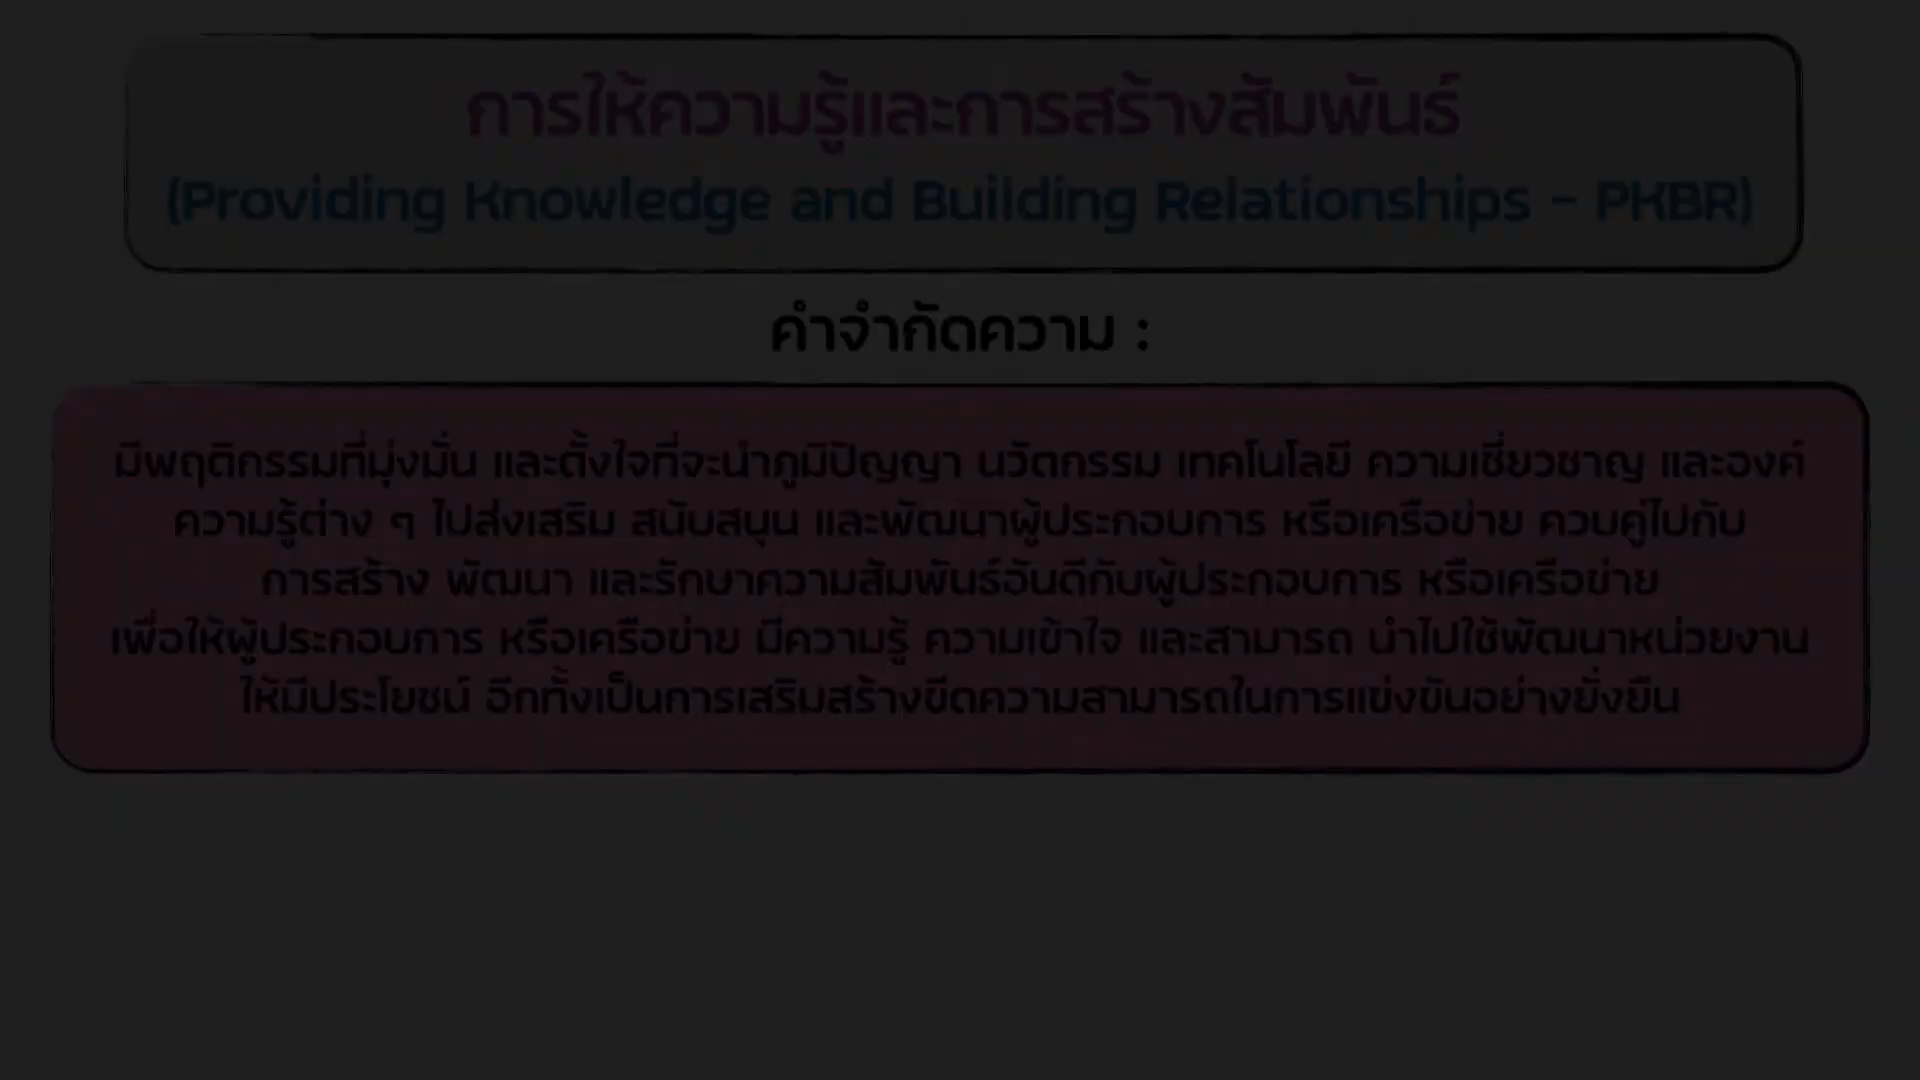 การให้ความรู้และการสร้างสัมพันธ์
(Providing Knowledge and Building Relationships - PKBR)
คำจำกัดความ :
มีพฤติกรรมที่มุ่งมั่น และตั้งใจที่จะนำภูมิปัญญา นวัตกรรม เทคโนโลยี ความเชี่ยวชาญ และองค์
ความรู้ต่าง ๆ ไปส่งเสริม สนับสนุน และพัฒนาผู้ประกอบการ หรือเครือข่าย ควบคู่ไปกับ
การสร้าง พัฒนา และรักษาความสัมพันธ์อันดีกับผู้ประกอบการ หรือเครือข่าย
เพื่อให้ผู้ประกอบการ หรือเครือข่าย มีความรู้ ความเข้าใจ และสามารถ นำไปใช้พัฒนาหน่วยงาน
ให้มีประโยชน์ อีกทั้งเป็นการเสริมสร้างขีดความสามารถในการแข่งขันอย่างยั่งยืน